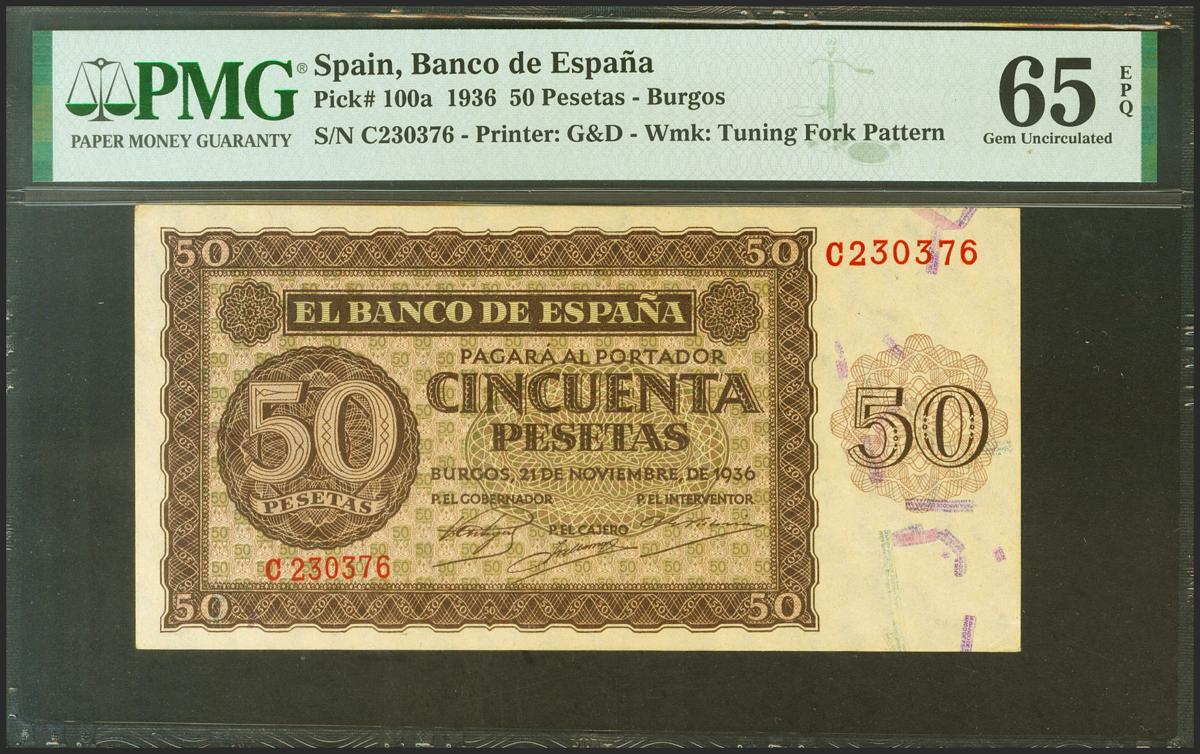 PMG®
PAPER MONEY GUARANTY
Spain, Banco de España
Pick# 100a 1936 50 Pesetas - Burgos
S/N C230376 - Printer: G&D - Wmk: Tuning Fork Pattern
65
EPQ
Gem Uncirculated
50
50
C230376
EL BANCO DE ESPAÑA
PAGARÁ AL PORTADOR
CINCUENTA
PESETAS
50
PESETAS
50
BURGOS, 21 DE NOVIEMBRE, DE 1936
P. EL GOBERNADOR
P. EL INTERVENTOR
P. EL CAJERO
C 230376
50
50